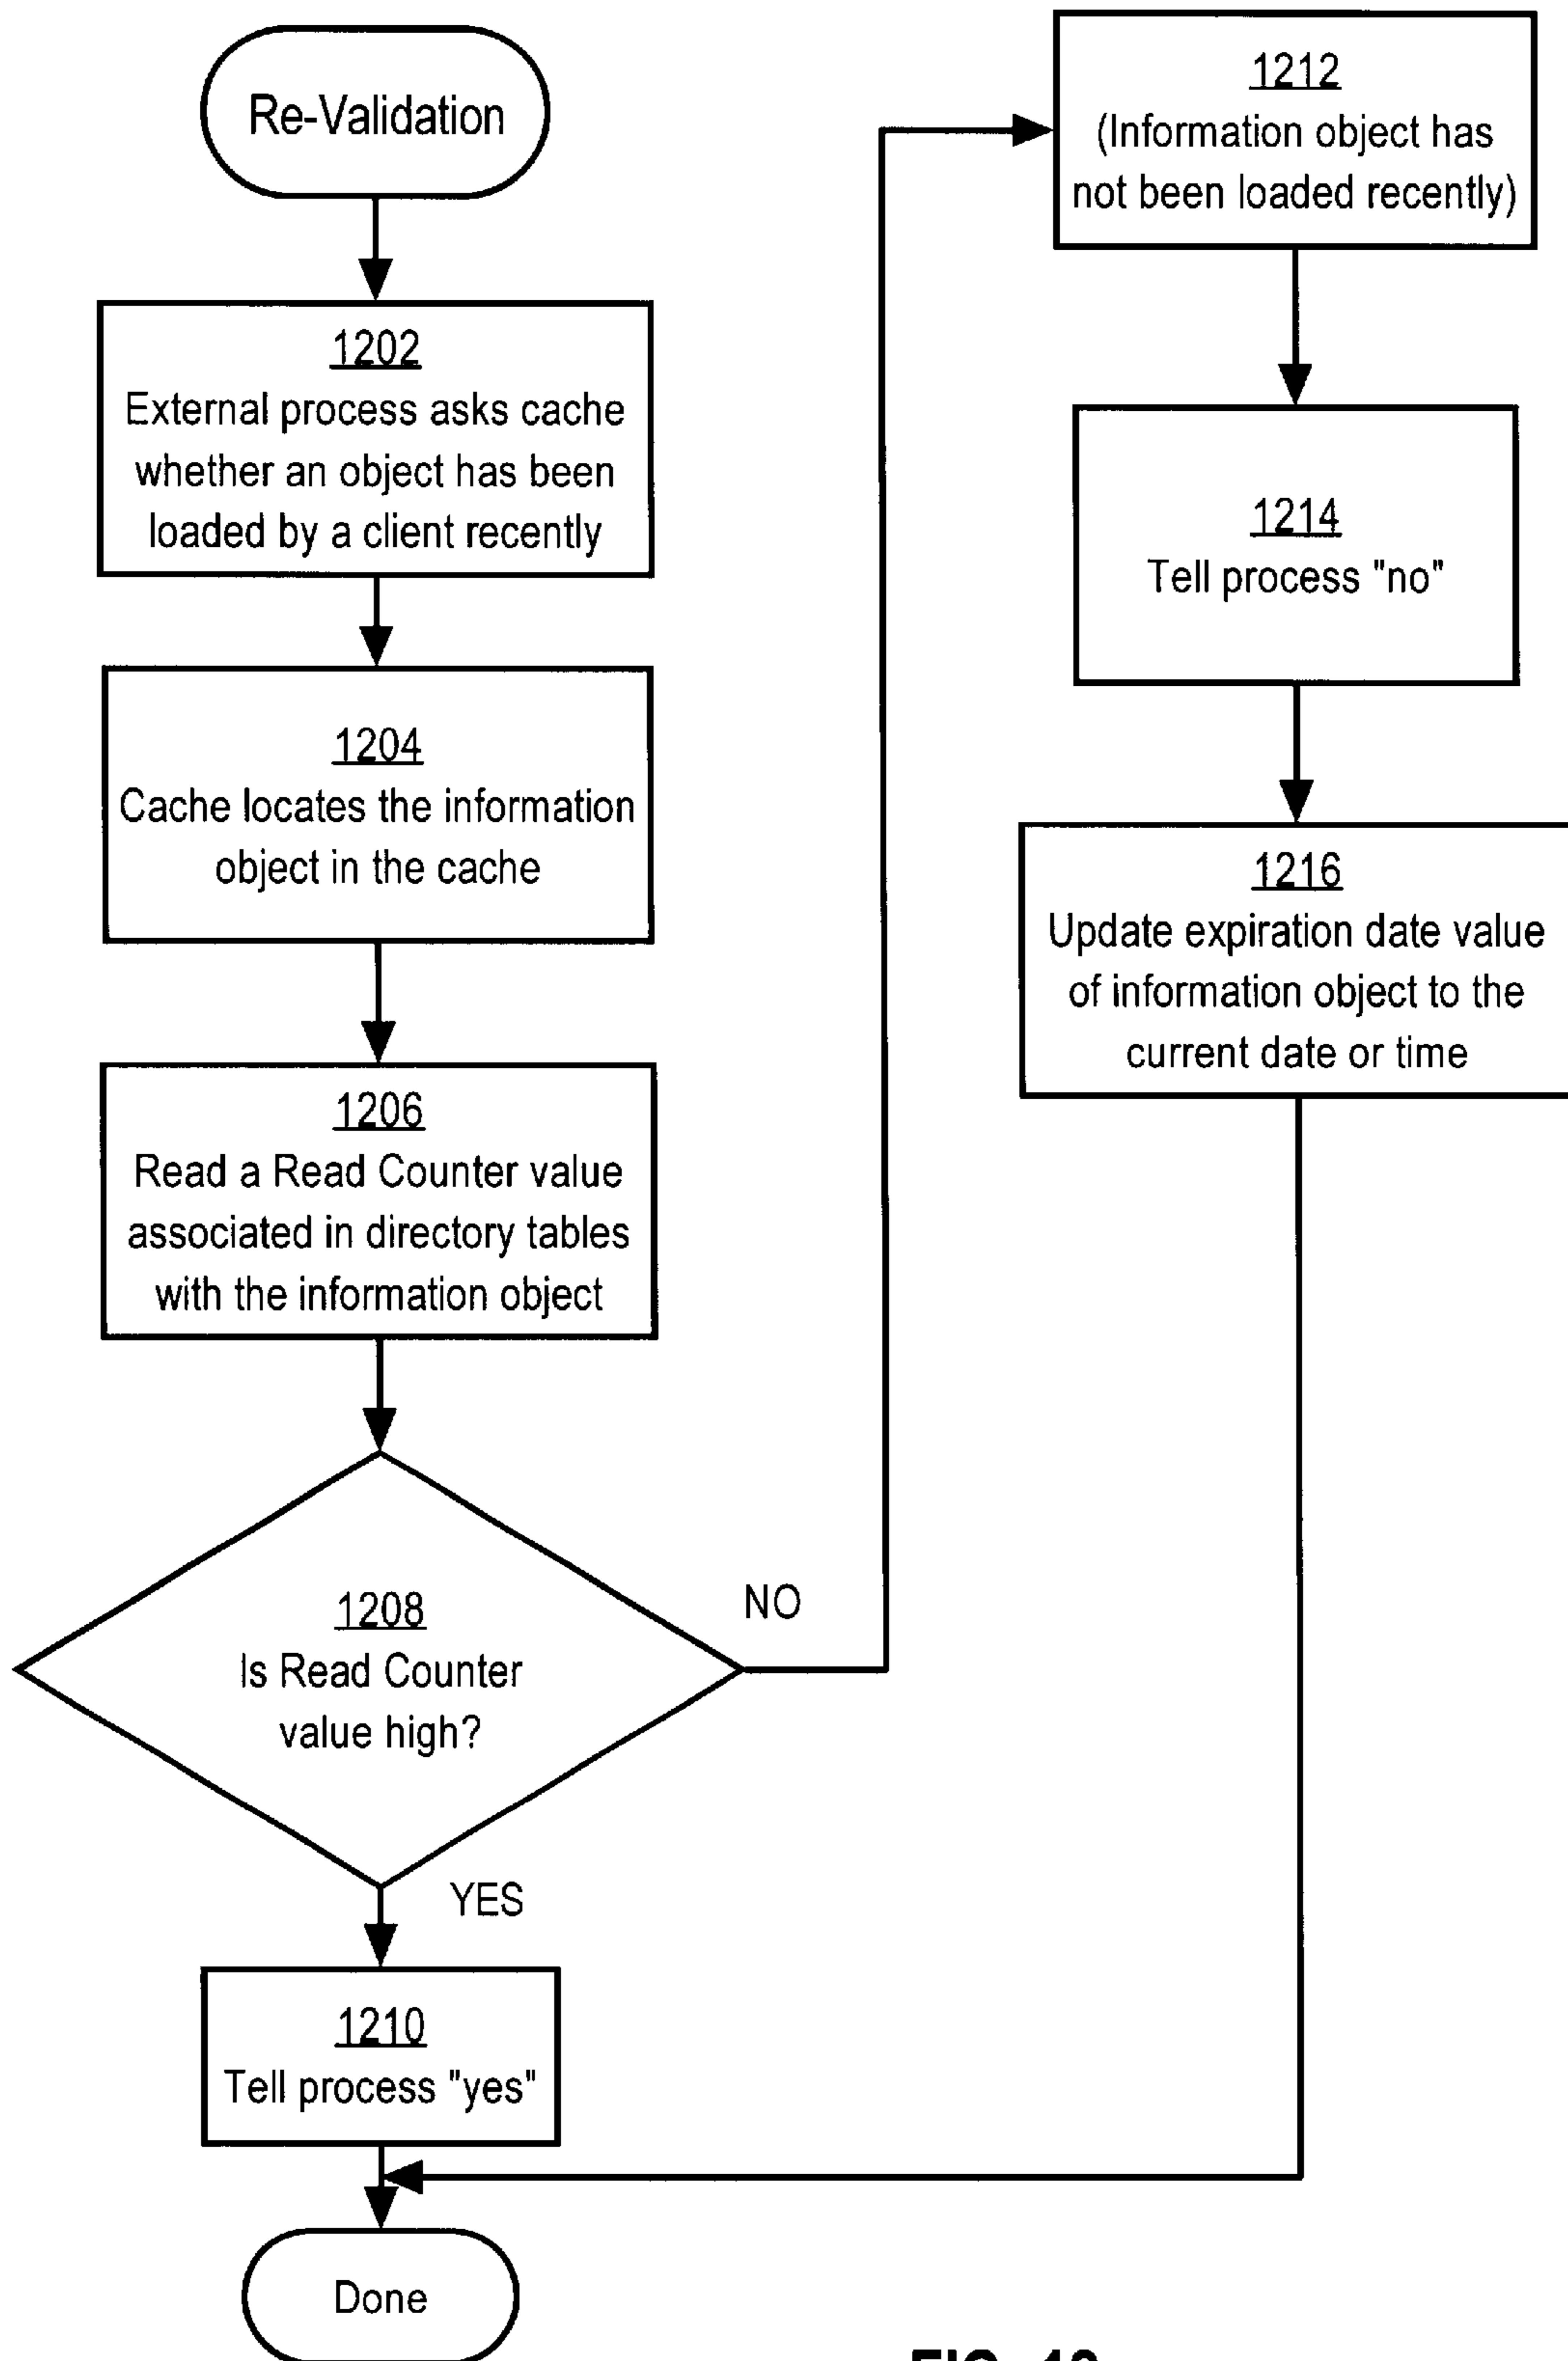 Re-Validation
1202
External process asks cache
whether an object has been
loaded by a client recently
1204
Cache locates the information
object in the cache
1206
Read a Read Counter value
associated in directory tables
with the information object
1208
Is Read Counter
value high?
NO
YES
1210
Tell process "yes"
Done
1212
(Information object has
not been loaded recently)
1214
Tell process "no"
1216
Update expiration date value
of information object to the
current date or time